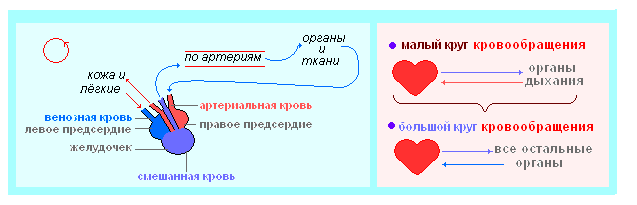 органы
и
ткани
по артериям
кожа и
лёгкие
артериальная кровь
венозная кровь
правое предсердие
левое предсердие
желудочек
смешанная кровь
малый круг кровообращения
органы
дыхания
большой круг кровообращения
все остальные
органы